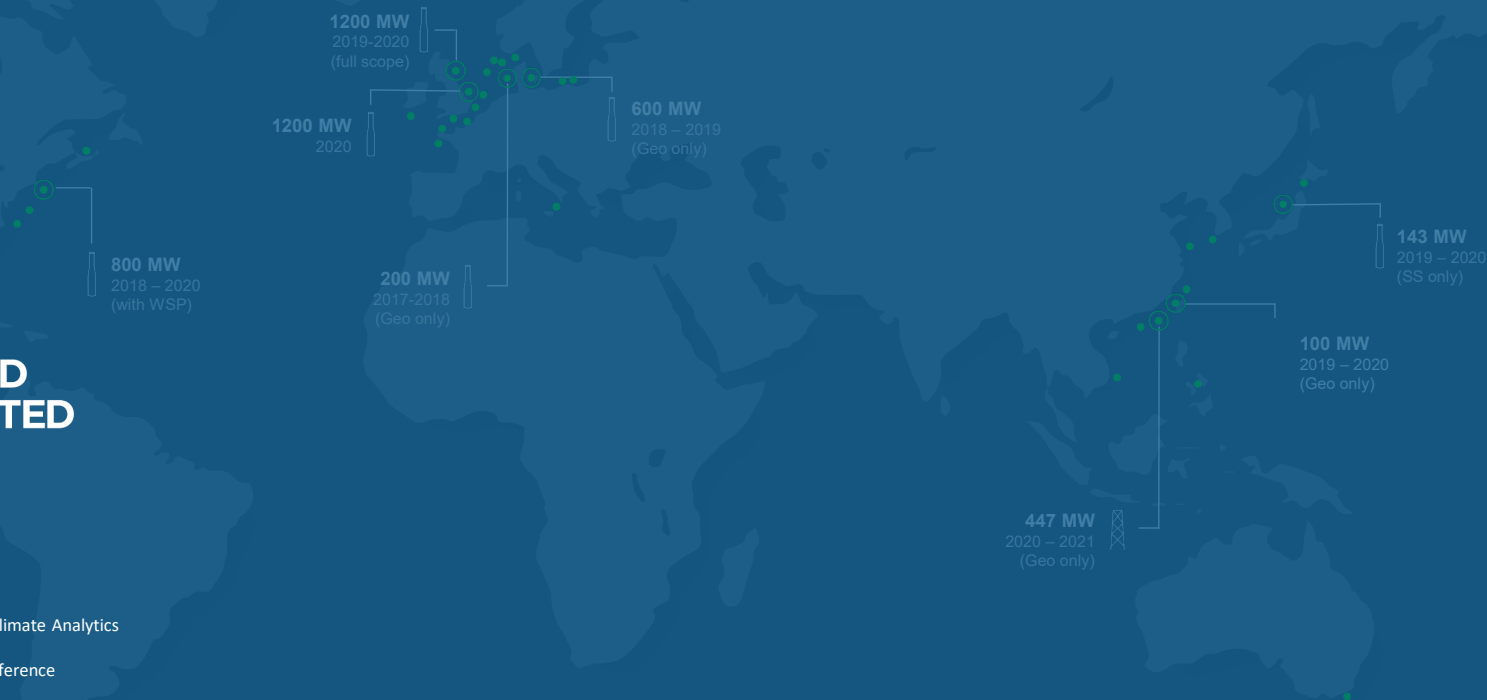 1200 MW
2019-2020
(full scope)
1200 MW
2020
600 MW
2018 – 2019
(Geo only)
800 MW
2018 – 2020
(with WSP)
200 MW
2017-2018
(Geo only)
143 MW
2019 – 2020
(SS only)
100 MW
2019 – 2020
(Geo only)
D
TED
447 MW
2020 – 2021
(Geo only)
limate Analytics
ference